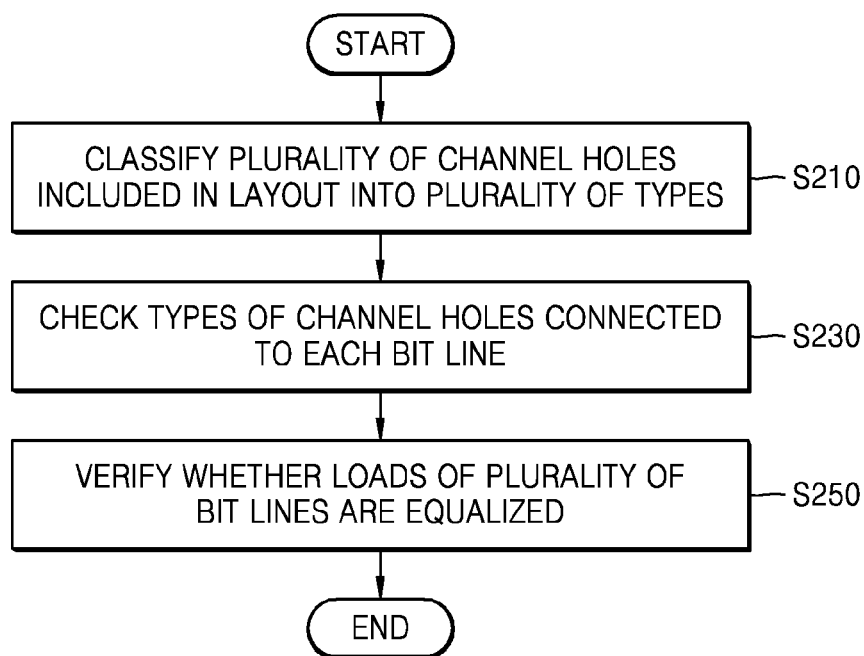 START
CLASSIFY PLURALITY OF CHANNEL HOLES
INCLUDED IN LAYOUT INTO PLURALITY OF TYPES
S210
CHECK TYPES OF CHANNEL HOLES CONNECTED
TO EACH BIT LINE
S230
VERIFY WHETHER LOADS OF PLURALITY OF
BIT LINES ARE EQUALIZED
S250
END